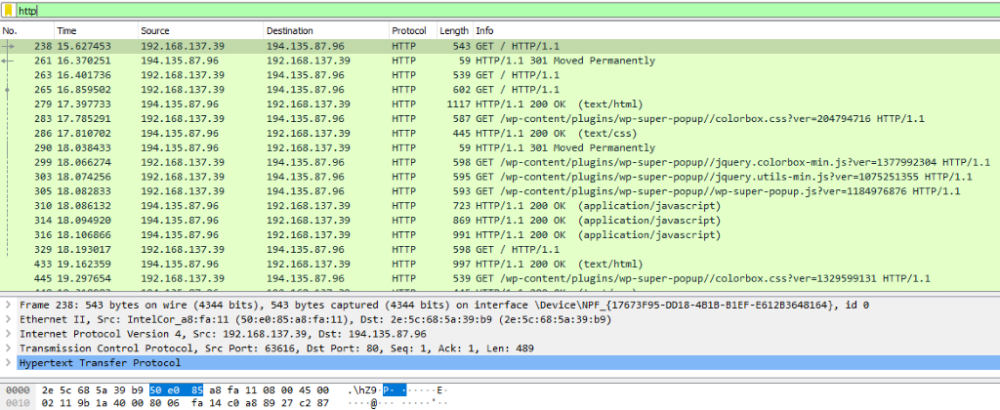 http
No. Time Source Destination Protocol Length Info
238 15.627453 192.168.137.39 194.135.87.96 HTTP 543 GET / HTTP/1.1
261 16.370251 194.135.87.96 192.168.137.39 HTTP 59 HTTP/1.1 301 Moved Permanently
263 16.401736 192.168.137.39 194.135.87.96 HTTP 539 GET / HTTP/1.1
265 16.859502 192.168.137.39 194.135.87.96 HTTP 602 GET / HTTP/1.1
279 17.397733 194.135.87.96 192.168.137.39 HTTP 1117 HTTP/1.1 200 OK (text/html)
283 17.785291 192.168.137.39 194.135.87.96 HTTP 587 GET /wp-content/plugins/wp-super-popup//colorbox.css?ver=204794716 HTTP/1.1
286 17.810702 194.135.87.96 192.168.137.39 HTTP 445 HTTP/1.1 200 OK (text/css)
290 18.038433 194.135.87.96 192.168.137.39 HTTP 59 HTTP/1.1 301 Moved Permanently
299 18.066274 192.168.137.39 194.135.87.96 HTTP 598 GET /wp-content/plugins/wp-super-popup//jquery.colorbox-min.js?ver=1377992304 HTTP/1.1
303 18.074256 192.168.137.39 194.135.87.96 HTTP 595 GET /wp-content/plugins/wp-super-popup//jquery.utils-min.js?ver=1075251355 HTTP/1.1
305 18.082833 192.168.137.39 194.135.87.96 HTTP 593 GET /wp-content/plugins/wp-super-popup//wp-super-popup.js?ver=1184976876 HTTP/1.1
310 18.086132 194.135.87.96 192.168.137.39 HTTP 723 HTTP/1.1 200 OK (application/javascript)
314 18.094920 194.135.87.96 192.168.137.39 HTTP 869 HTTP/1.1 200 OK (application/javascript)
316 18.106866 194.135.87.96 192.168.137.39 HTTP 991 HTTP/1.1 200 OK (application/javascript)
329 18.193017 192.168.137.39 194.135.87.96 HTTP 598 GET / HTTP/1.1
433 19.162359 194.135.87.96 192.168.137.39 HTTP 997 HTTP/1.1 200 OK (text/html)
445 19.297654 192.168.137.39 194.135.87.96 HTTP 539 GET /wp-content/plugins/wp-super-popup//colorbox.css?ver=1329599131 HTTP/1.1
Frame 238: 543 bytes on wire (4344 bits), 543 bytes captured (4344 bits) on interface \Device\NPF_{17673F95-DD18-4B1B-B1EF-E612B3648164}, id 0
Ethernet II, Src: IntelCor_a8:fa:11 (50:e0:85:a8:fa:11), Dst: 2e:5c:68:5a:39:b9 (2e:5c:68:5a:39:b9)
Internet Protocol Version 4, Src: 192.168.137.39, Dst: 194.135.87.96
Transmission Control Protocol, Src Port: 63616, Dst Port: 80, Seq: 1, Ack: 1, Len: 489
Hypertext Transfer Protocol
0000 2e 5c 68 5a 39 b9 50 e0 85 a8 fa 11 08 00 45 00 .\hZ9·P· ······E·
0010 02 11 9b 1a 40 00 80 06 fa 14 c0 a8 89 27 c2 87 ····@··· ·····'··